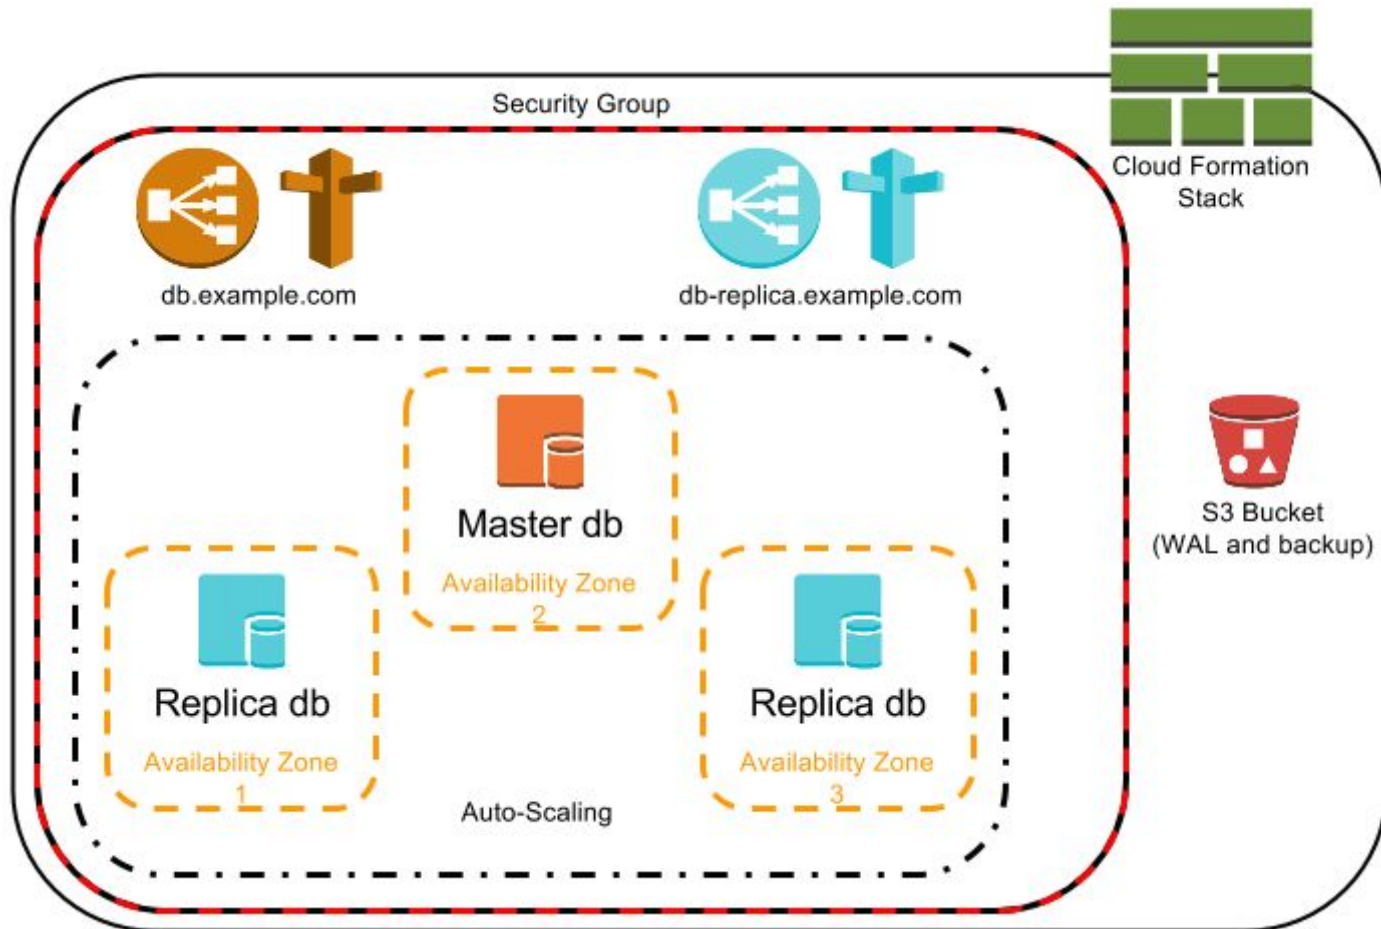 Security Group
Cloud Formation
Stack
db.example.com
db-replica.example.com
Master db
Availability Zone
2
S3 Bucket
(WAL and backup)
Replica db
Availability Zone
1
Replica db
Availability Zone
3
Auto-Scaling